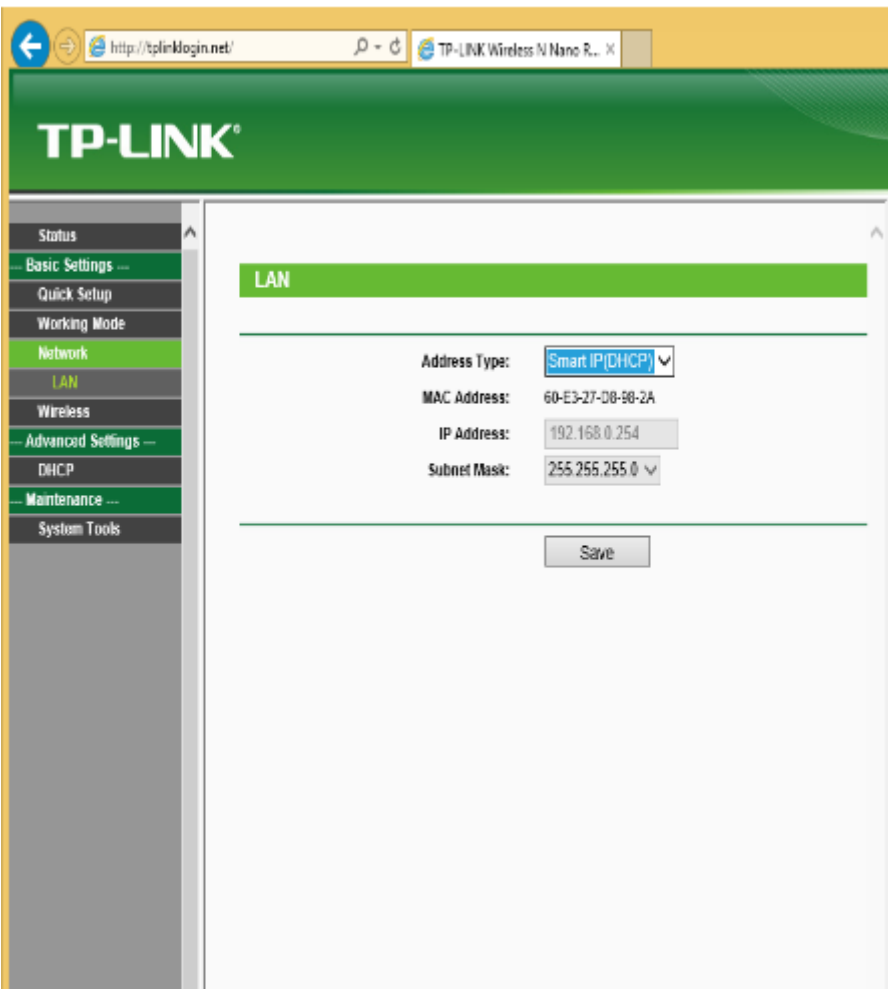 http://tplinklogin.net/
TP-LINK Wireless N Nano R...
TP-LINK®
Status
--- Basic Settings ---
Quick Setup
Working Mode
Network
LAN
Wireless
--- Advanced Settings ---
DHCP
--- Maintenance ---
System Tools
LAN
Address Type: Smart IP(DHCP)
MAC Address: 60-E3-27-D8-98-2A
IP Address: 192.168.0.254
Subnet Mask: 255.255.255.0
Save